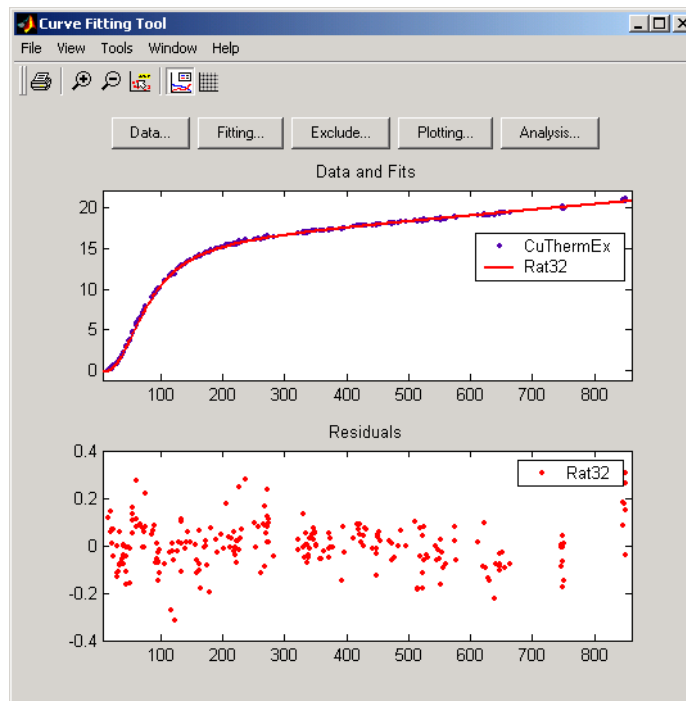 Curve Fitting Tool
File View Tools Window Help
Data... Fitting... Exclude... Plotting... Analysis...
Data and Fits
20
15
10
5
0
CuThermEx
Rat32
100 200 300 400 500 600 700 800
Residuals
0.4
0.2
0
-0.2
-0.4
Rat32
100 200 300 400 500 600 700 800